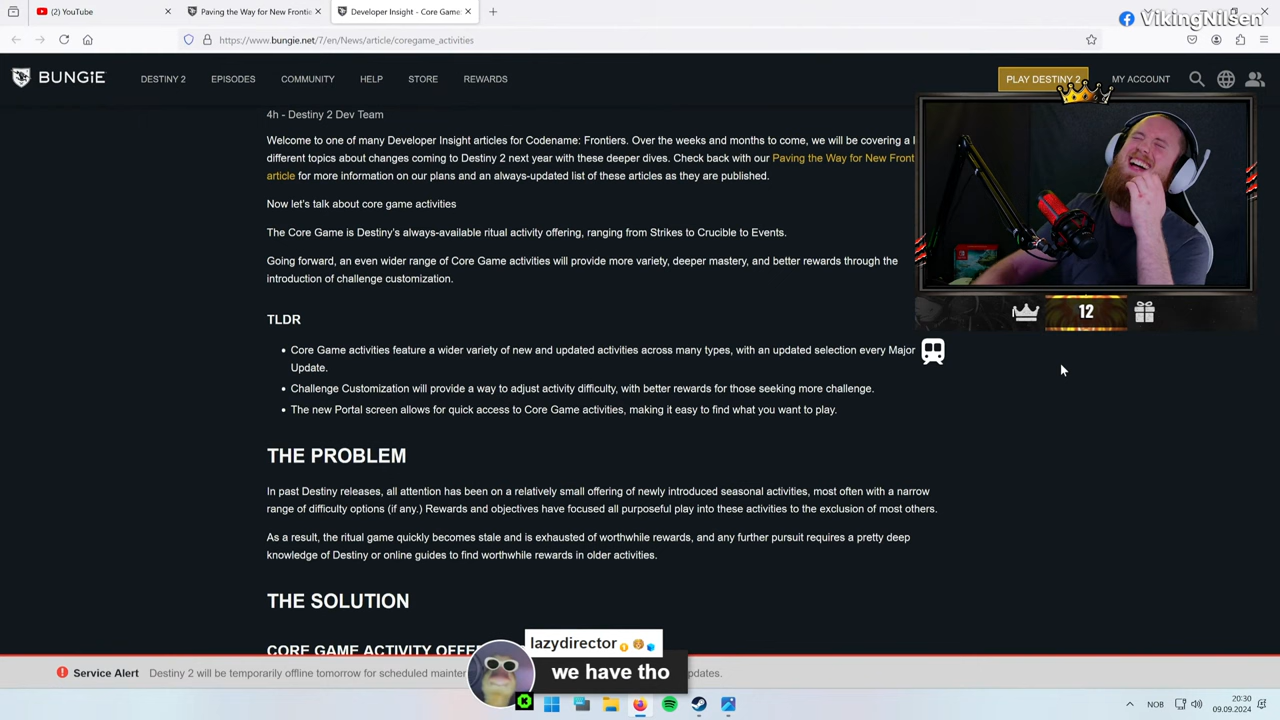 (2) YouTube
Paving the Way for New Frontie
Developer Insight - Core Game
VikingNilsen
https://www.bungie.net/7/en/News/article/coregame_activities
BUNGiE
DESTINY 2
EPISODES
COMMUNITY
HELP
STORE
REWARDS
PLAY DESTINY 2
MY ACCOUNT
4h - Destiny 2 Dev Team
Welcome to one of many Developer Insight articles for Codename: Frontiers. Over the weeks and months to come, we will be covering a
different topics about changes coming to Destiny 2 next year with these deeper dives. Check back with our Paving the Way for New Front
article for more information on our plans and an always-updated list of these articles as they are published.
Now let's talk about core game activities
The Core Game is Destiny's always-available ritual activity offering, ranging from Strikes to Crucible to Events.
Going forward, an even wider range of Core Game activities will provide more variety, deeper mastery, and better rewards through the
introduction of challenge customization.
12
TLDR
Core Game activities feature a wider variety of new and updated activities across many types, with an updated selection every Major
Update.
Challenge Customization will provide a way to adjust activity difficulty, with better rewards for those seeking more challenge.
The new Portal screen allows for quick access to Core Game activities, making it easy to find what you want to play.
THE PROBLEM
In past Destiny releases, all attention has been on a relatively small offering of newly introduced seasonal activities, most often with a narrow
range of difficulty options (if any.) Rewards and objectives have focused all purposeful play into these activities to the exclusion of most others.
As a result, the ritual game quickly becomes stale and is exhausted of worthwhile rewards, and any further pursuit requires a pretty deep
knowledge of Destiny or online guides to find worthwhile rewards in older activities.
THE SOLUTION
CORE GAME ACTIVITY OFFE
lazydirector
we have tho
Service Alert
Destiny 2 will be temporarily offline tomorrow for scheduled mainte
updates.
NOB
20:30
09.09.2024